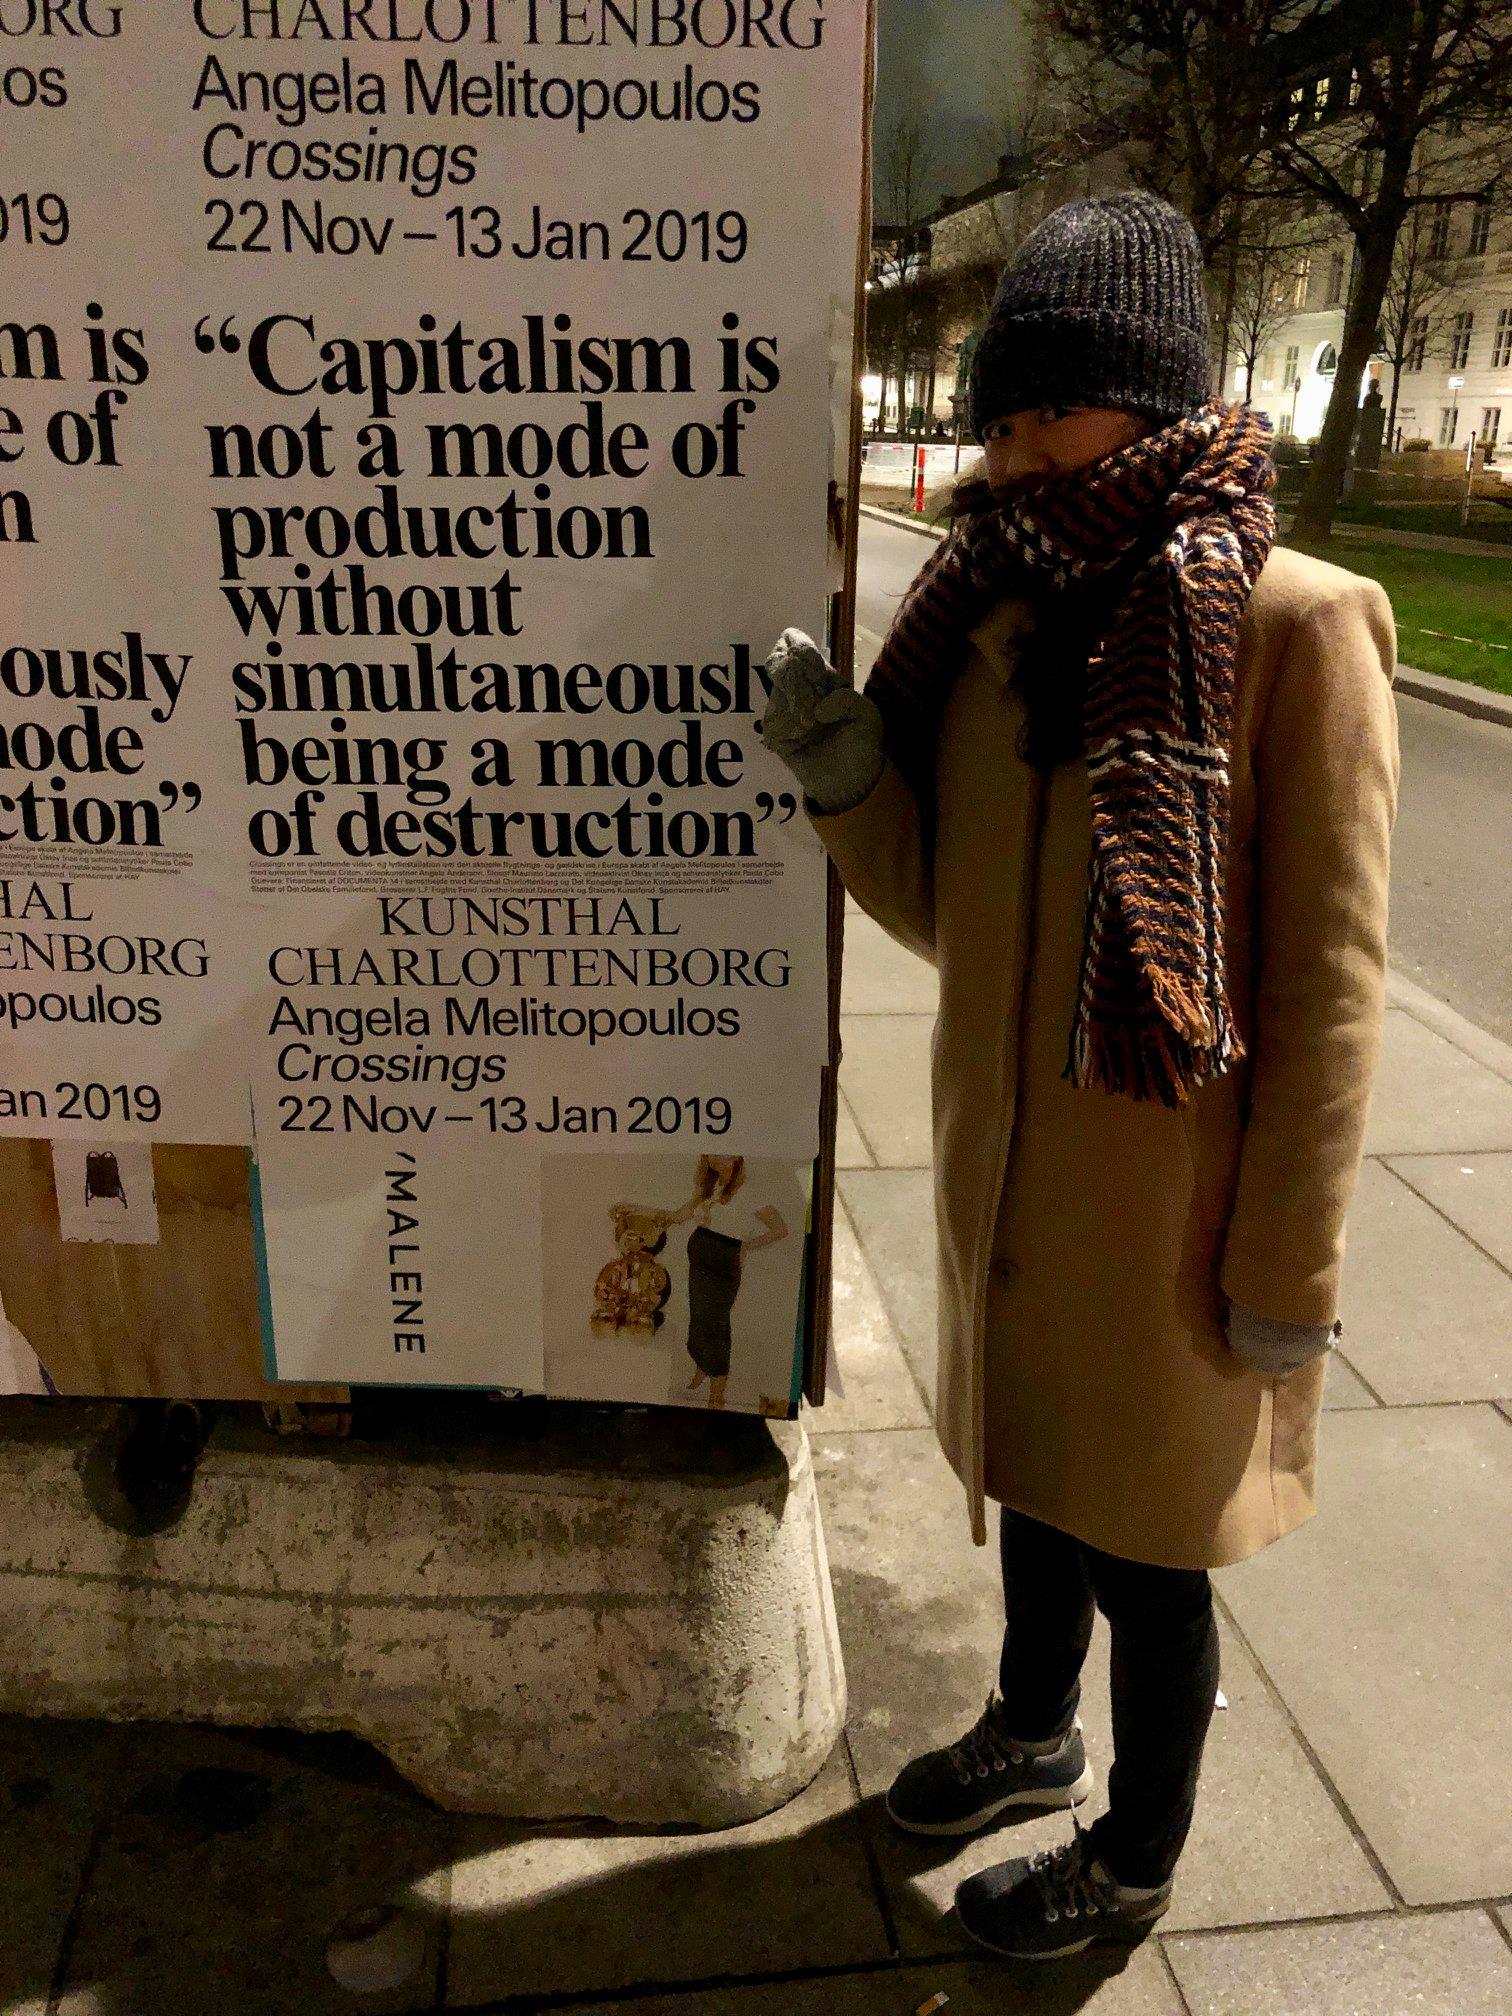 ORG
os
019
m is
e of
n
ously
node
ction”
HAL
ENBORG
opoulos
an 2019
CHARLOTTENBORG
Angela Melitopoulos
Crossings
22 Nov – 13 Jan 2019
“Capitalism is
not a mode of
production
without
simultaneously
being a mode
of destruction”
KUNSTHAL
CHARLOTTENBORG
Angela Melitopoulos
Crossings
22 Nov – 13 Jan 2019
’MALENE